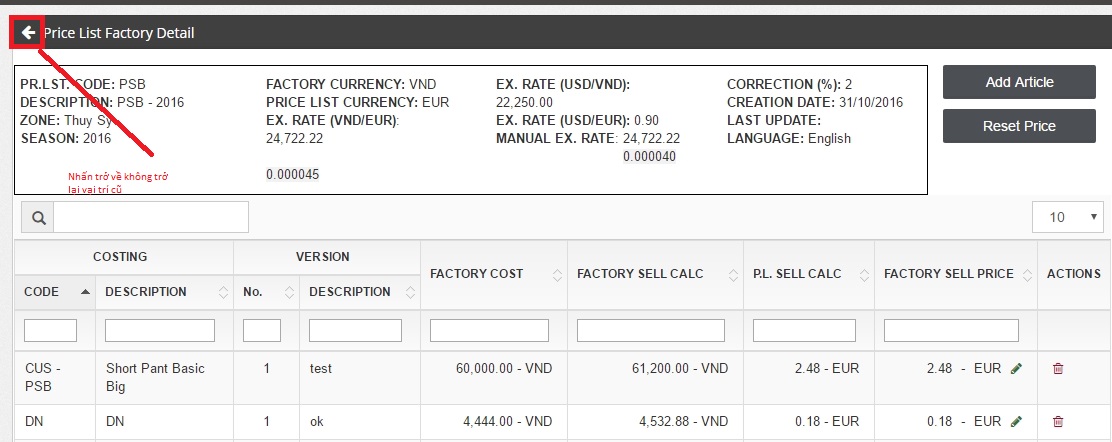 Price List Factory Detail
PR.LST. CODE: PSB
DESCRIPTION: PSB - 2016
ZONE: Thuy Sy
SEASON: 2016
FACTORY CURRENCY: VND
PRICE LIST CURRENCY: EUR
EX. RATE (VND/EUR):
24,722.22
0.000045
EX. RATE (USD/VND):
22,250.00
EX. RATE (USD/EUR): 0.90
MANUAL EX. RATE: 24,722.22
0.000040
CORRECTION (%): 2
CREATION DATE: 31/10/2016
LAST UPDATE:
LANGUAGE: English
Add Article
Reset Price
Nhấn trở về không trở
lại vai trí cũ
10
COSTING VERSION FACTORY COST FACTORY SELL CALC P.L. SELL CALC FACTORY SELL PRICE ACTIONS
CODE DESCRIPTION No. DESCRIPTION
CUS - Short Pant Basic 1 test 60,000.00 - VND 61,200.00 - VND 2.48 - EUR 2.48 - EUR
PSB Big
DN DN 1 ok 4,444.00 - VND 4,532.88 - VND 0.18 - EUR 0.18 - EUR